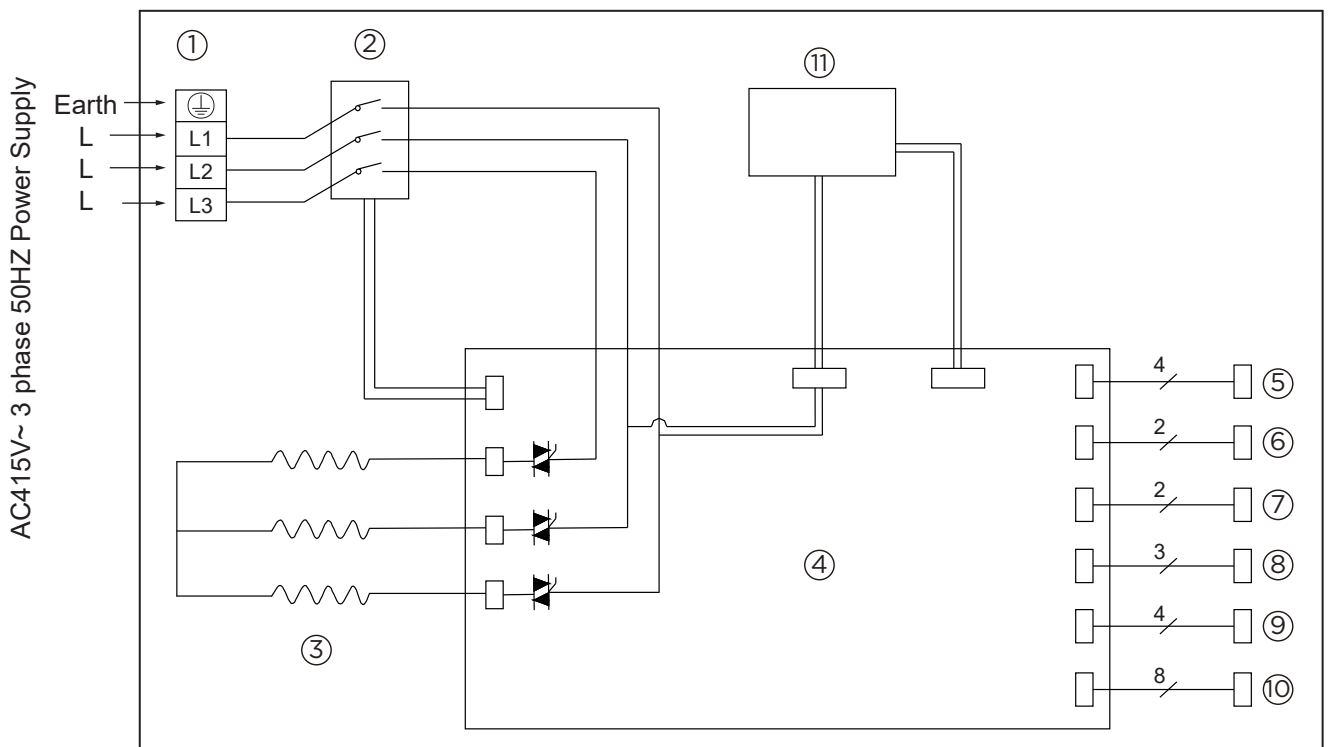 AC415V~ 3 phase 50HZ Power Supply
Earth
L
L
L
①
L1
L2
L3
②
⑪
③
④
4
⑤
2
⑥
2
⑦
3
⑧
4
⑨
8
⑩